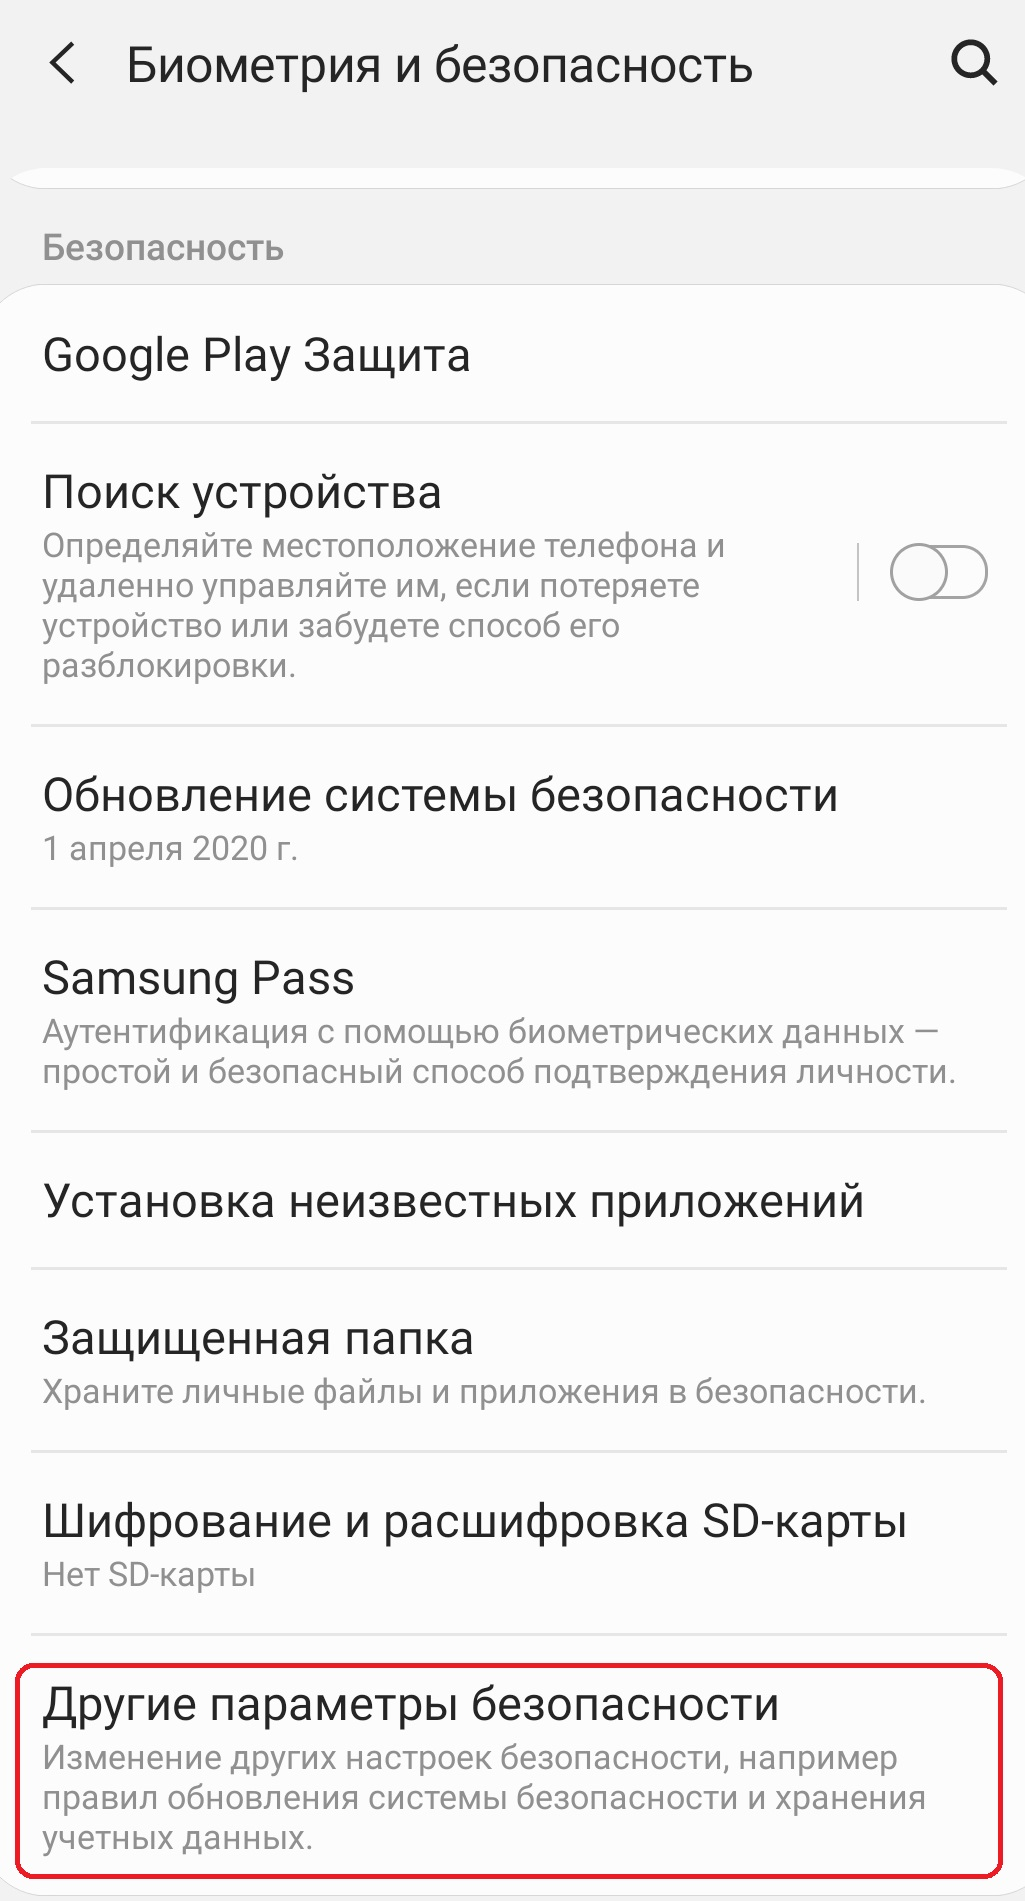 Биометрия и безопасность
Безопасность
Google Play Защита
Поиск устройства
Определяйте местоположение телефона и
удаленно управляйте им, если потеряете
устройство или забудете способ его
разблокировки.
Обновление системы безопасности
1 апреля 2020 г.
Samsung Pass
Аутентификация с помощью биометрических данных —
простой и безопасный способ подтверждения личности.
Установка неизвестных приложений
Защищенная папка
Храните личные файлы и приложения в безопасности.
Шифрование и расшифровка SD-карты
Нет SD-карты
Другие параметры безопасности
Изменение других настроек безопасности, например
правил обновления системы безопасности и хранения
учетных данных.